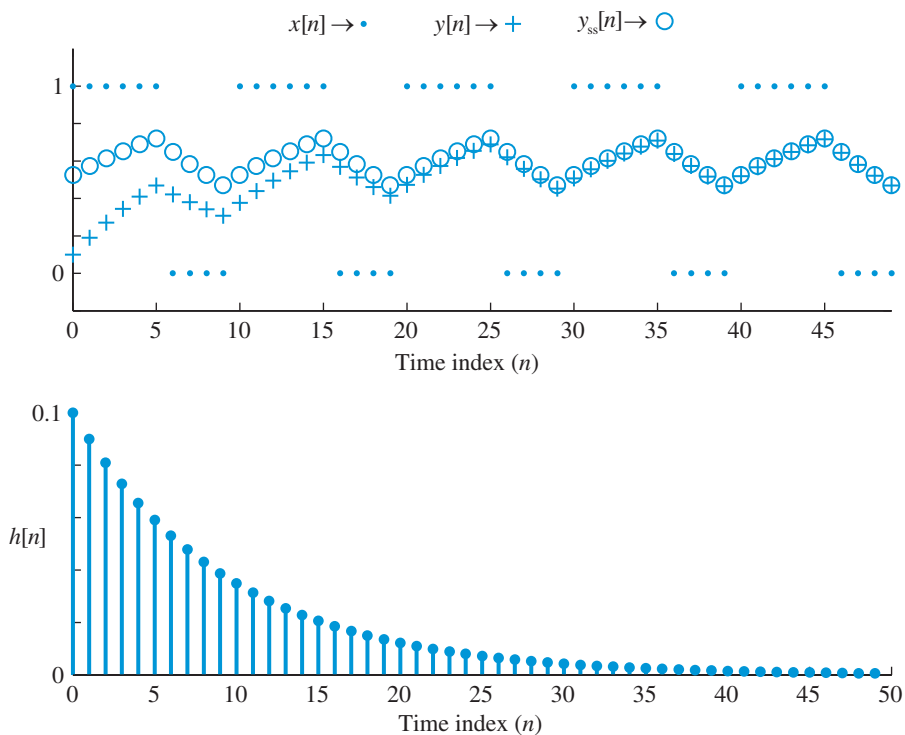 x[n] → • y[n] → + y_ss[n] → ○
1
0
0 5 10 15 20 25 30 35 40 45
Time index (n)
0.1
h[n]
0
0 5 10 15 20 25 30 35 40 45 50
Time index (n)